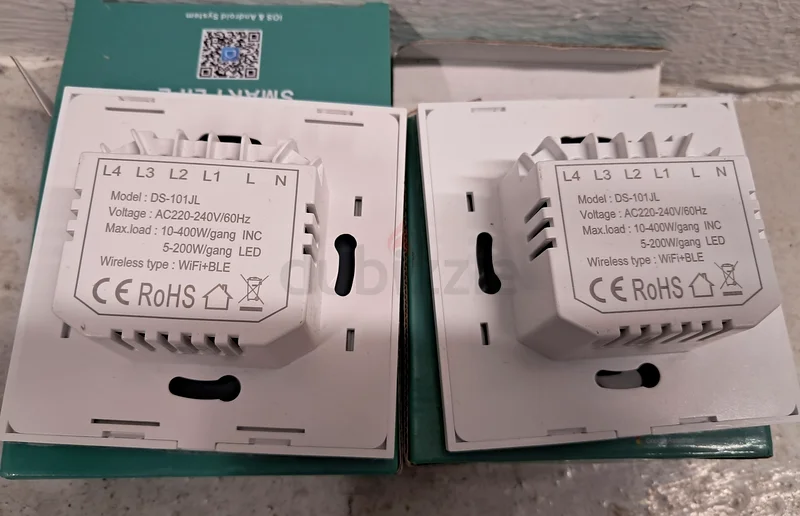 iOS & Android System
SMART LIFE
L4 L3 L2 L1 L N
Model : DS-101JL
Voltage : AC220-240V/60Hz
Max.load : 10-400W/gang INC
5-200W/gang LED
Wireless type : WiFi+BLE
CE RoHS
L4 L3 L2 L1 L N
Model : DS-101JL
Voltage : AC220-240V/60Hz
Max.load : 10-400W/gang INC
5-200W/gang LED
Wireless type : WiFi+BLE
CE RoHS
dubizzle